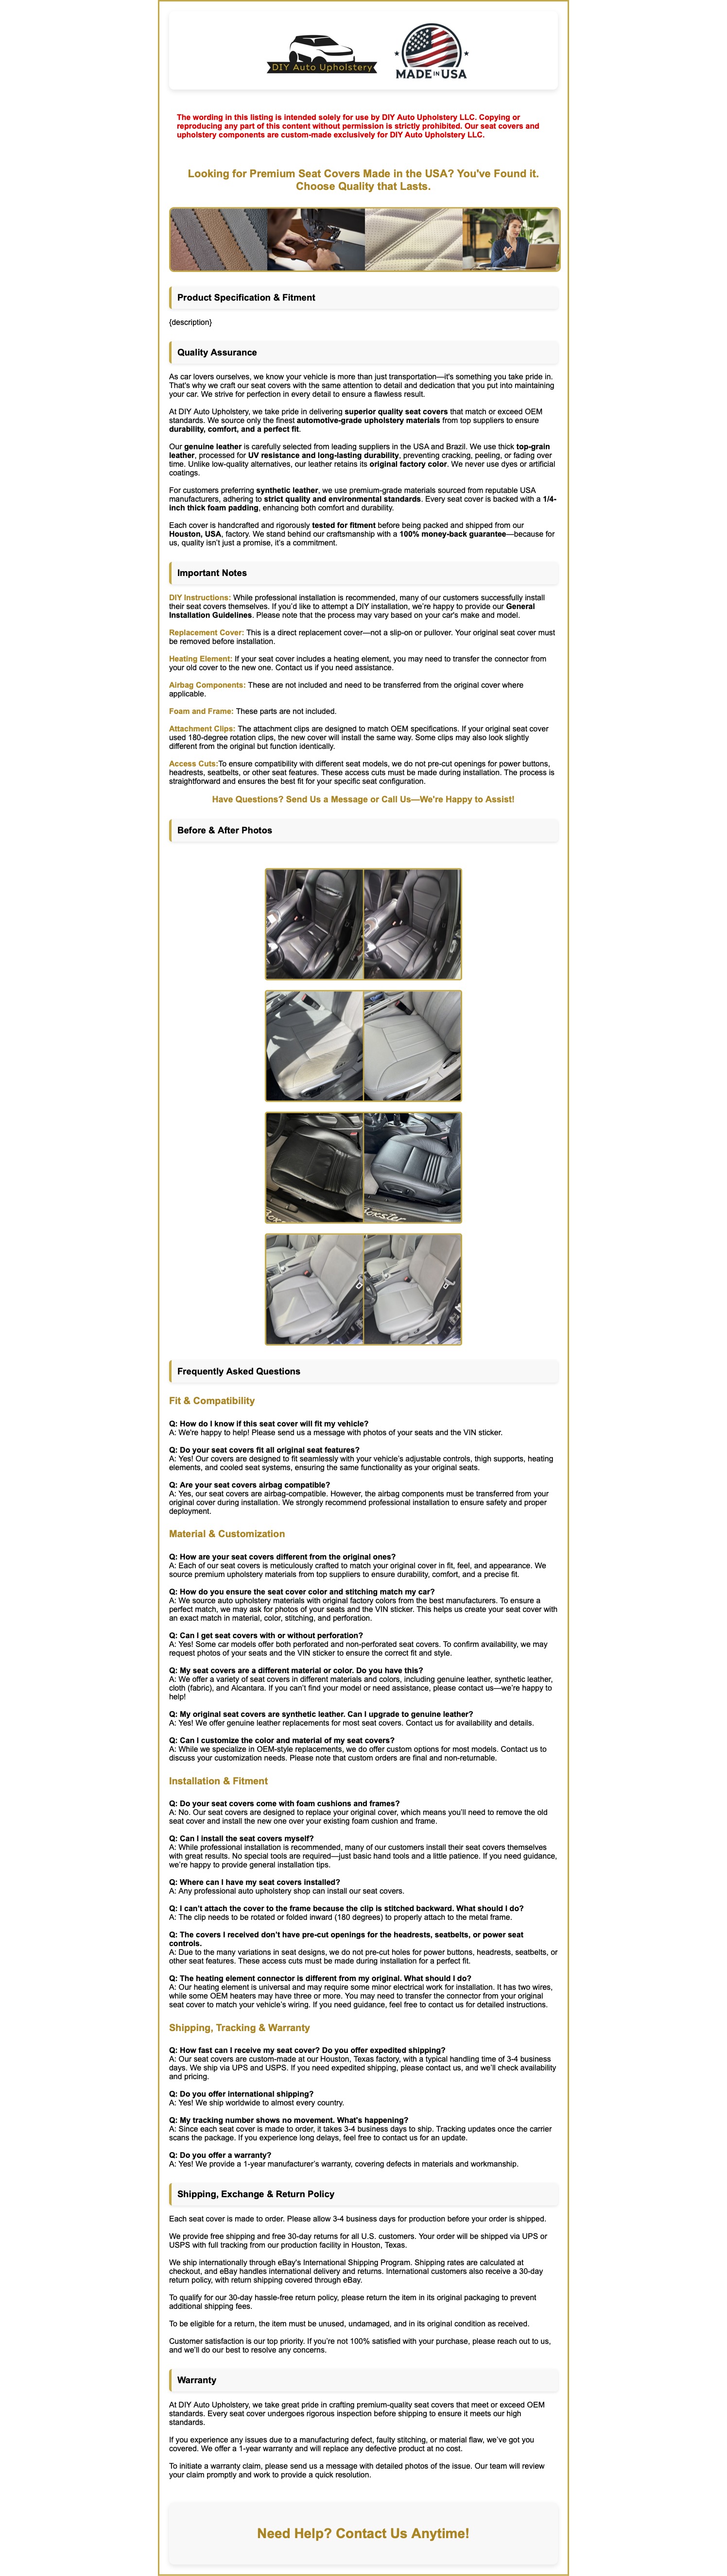 DIY Auto Upholstery
MADE IN USA
The wording in this listing is intended solely for use by DIY Auto Upholstery LLC. Copying or
reproducing any part of this content without permission is strictly prohibited. Our seat covers and
upholstery components are custom-made exclusively for DIY Auto Upholstery LLC.
Looking for Premium Seat Covers Made in the USA? You've Found it.
Choose Quality that Lasts.
Product Specification & Fitment
{description}
Quality Assurance
As car lovers ourselves, we know your vehicle is more than just transportation—it's something you take pride in.
That's why we craft our seat covers with the same attention to detail and dedication that you put into maintaining
your car. We strive for perfection in every detail to ensure a flawless result.
At DIY Auto Upholstery, we take pride in delivering superior quality seat covers that match or exceed OEM
standards. We source only the finest automotive-grade upholstery materials from top suppliers to ensure
durability, comfort, and a perfect fit.
Our genuine leather is carefully selected from leading suppliers in the USA and Brazil. We use thick top-grain
leather, processed for UV resistance and long-lasting durability, preventing cracking, peeling, or fading over
time. Unlike low-quality alternatives, our leather retains its original factory color. We never use dyes or artificial
coatings.
For customers preferring synthetic leather, we use premium-grade materials sourced from reputable USA
manufacturers, adhering to strict quality and environmental standards. Every seat cover is backed with a 1/4-
inch thick foam padding, enhancing both comfort and durability.
Each cover is handcrafted and rigorously tested for fitment before being packed and shipped from our
Houston, USA, factory. We stand behind our craftsmanship with a 100% money-back guarantee—because for
us, quality isn't just a promise, it's a commitment.
Important Notes
DIY Instructions: While professional installation is recommended, many of our customers successfully install
their seat covers themselves. If you'd like to attempt a DIY installation, we're happy to provide our General
Installation Guidelines. Please note that the process may vary based on your car's make and model.
Replacement Cover: This is a direct replacement cover—not a slip-on or pullover. Your original seat cover must
be removed before installation.
Heating Element: If your seat cover includes a heating element, you may need to transfer the connector from
your old cover to the new one. Contact us if you need assistance.
Airbag Components: These are not included and need to be transferred from the original cover where
applicable.
Foam and Frame: These parts are not included.
Attachment Clips: The attachment clips are designed to match OEM specifications. If your original seat cover
used 180-degree rotation clips, the new cover will install the same way. Some clips may also look slightly
different from the original but function identically.
Access Cuts:To ensure compatibility with different seat models, we do not pre-cut openings for power buttons,
headrests, seatbelts, or other seat features. These access cuts must be made during installation. The process is
straightforward and ensures the best fit for your specific seat configuration.
Have Questions? Send Us a Message or Call Us—We're Happy to Assist!
Before & After Photos
Frequently Asked Questions
Fit & Compatibility
Q: How do I know if this seat cover will fit my vehicle?
A: We're happy to help! Please send us a message with photos of your seats and the VIN sticker.
Q: Do your seat covers fit all original seat features?
A: Yes! Our covers are designed to fit seamlessly with your vehicle's adjustable controls, thigh supports, heating
elements, and cooled seat systems, ensuring the same functionality as your original seats.
Q: Are your seat covers airbag compatible?
A: Yes, our seat covers are airbag-compatible. However, the airbag components must be transferred from your
original cover during installation. We strongly recommend professional installation to ensure safety and proper
deployment.
Material & Customization
Q: How are your seat covers different from the original ones?
A: Each of our seat covers is meticulously crafted to match your original cover in fit, feel, and appearance. We
source premium upholstery materials from top suppliers to ensure durability, comfort, and a precise fit.
Q: How do you ensure the seat cover color and stitching match my car?
A: We source auto upholstery materials with original factory colors from the best manufacturers. To ensure a
perfect match, we may ask for photos of your seats and the VIN sticker. This helps us create your seat cover with
an exact match in material, color, stitching, and perforation.
Q: Can I get seat covers with or without perforation?
A: Yes! Some car models offer both perforated and non-perforated seat covers. To confirm availability, we may
request photos of your seats and the VIN sticker to ensure the correct fit and style.
Q: My seat covers are a different material or color. Do you have this?
A: We offer a variety of seat covers in different materials and colors, including genuine leather, synthetic leather,
cloth (fabric), and Alcantara. If you can't find your model or need assistance, please contact us—we're happy to
help!
Q: My original seat covers are synthetic leather. Can I upgrade to genuine leather?
A: Yes! We offer genuine leather replacements for most seat covers. Contact us for availability and details.
Q: Can I customize the color and material of my seat covers?
A: While we specialize in OEM-style replacements, we do offer custom options for most models. Contact us to
discuss your customization needs. Please note that custom orders are final and non-returnable.
Installation & Fitment
Q: Do your seat covers come with foam cushions and frames?
A: No. Our seat covers are designed to replace your original cover, which means you'll need to remove the old
seat cover and install the new one over your existing foam cushion and frame.
Q: Can I install the seat covers myself?
A: While professional installation is recommended, many of our customers install their seat covers themselves
with great results. No special tools are required—just basic hand tools and a little patience. If you need guidance,
we're happy to provide general installation tips.
Q: Where can I have my seat covers installed?
A: Any professional auto upholstery shop can install our seat covers.
Q: I can't attach the cover to the frame because the clip is stitched backward. What should I do?
A: The clip needs to be rotated or folded inward (180 degrees) to properly attach to the metal frame.
Q: The covers I received don't have pre-cut openings for the headrests, seatbelts, or power seat
controls.
A: Due to the many variations in seat designs, we do not pre-cut holes for power buttons, headrests, seatbelts, or
other seat features. These access cuts must be made during installation for a perfect fit.
Q: The heating element connector is different from my original. What should I do?
A: Our heating element is universal and may require some minor electrical work for installation. It has two wires,
while some OEM heaters may have three or more. You may need to transfer the connector from your original
seat cover to match your vehicle's wiring. If you need guidance, feel free to contact us for detailed instructions.
Shipping, Tracking & Warranty
Q: How fast can I receive my seat cover? Do you offer expedited shipping?
A: Our seat covers are custom-made at our Houston, Texas factory, with a typical handling time of 3-4 business
days. We ship via UPS and USPS. If you need expedited shipping, please contact us, and we'll check availability
and pricing.
Q: Do you offer international shipping?
A: Yes! We ship worldwide to almost every country.
Q: My tracking number shows no movement. What's happening?
A: Since each seat cover is made to order, it takes 3-4 business days to ship. Tracking updates once the carrier
scans the package. If you experience long delays, feel free to contact us for an update.
Q: Do you offer a warranty?
A: Yes! We provide a 1-year manufacturer's warranty, covering defects in materials and workmanship.
Shipping, Exchange & Return Policy
Each seat cover is made to order. Please allow 3-4 business days for production before your order is shipped.
We provide free shipping and free 30-day returns for all U.S. customers. Your order will be shipped via UPS or
USPS with full tracking from our production facility in Houston, Texas.
We ship internationally through eBay's International Shipping Program. Shipping rates are calculated at
checkout, and eBay handles international delivery and returns. International customers also receive a 30-day
return policy, with return shipping covered through eBay.
To qualify for our 30-day hassle-free return policy, please return the item in its original packaging to prevent
additional shipping fees.
To be eligible for a return, the item must be unused, undamaged, and in its original condition as received.
Customer satisfaction is our top priority. If you're not 100% satisfied with your purchase, please reach out to us,
and we'll do our best to resolve any concerns.
Warranty
At DIY Auto Upholstery, we take great pride in crafting premium-quality seat covers that meet or exceed OEM
standards. Every seat cover undergoes rigorous inspection before shipping to ensure it meets our high
standards.
If you experience any issues due to a manufacturing defect, faulty stitching, or material flaw, we've got you
covered. We offer a 1-year warranty and will replace any defective product at no cost.
To initiate a warranty claim, please send us a message with detailed photos of the issue. Our team will review
your claim promptly and work to provide a quick resolution.
Need Help? Contact Us Anytime!